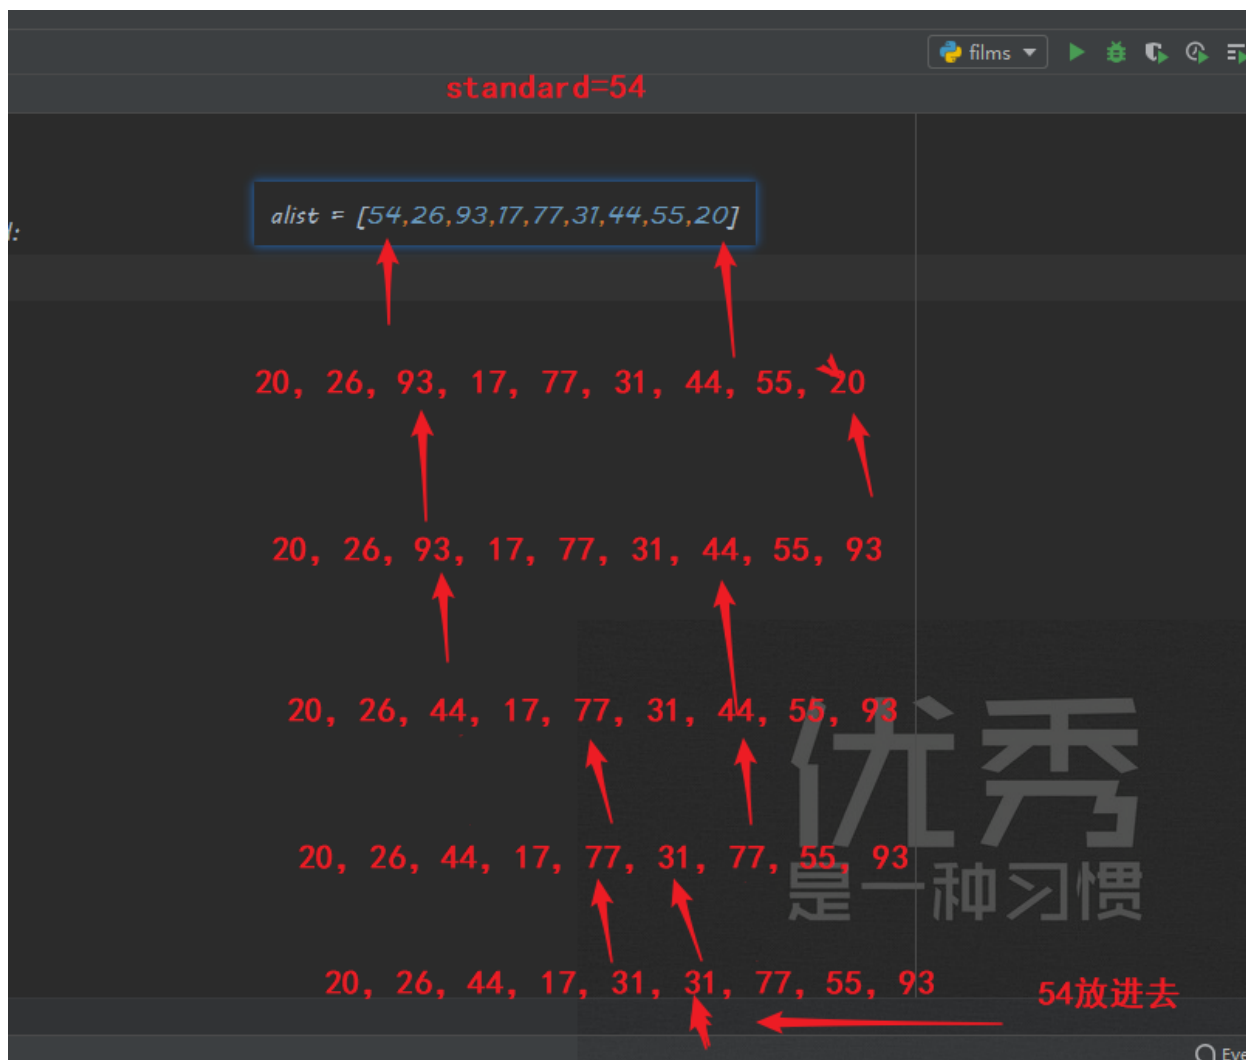 films
standard=54
alist = [54,26,93,17,77,31,44,55,20]
d:
20, 26, 93, 17, 77, 31, 44, 55, 20
20, 26, 93, 17, 77, 31, 44, 55, 93
20, 26, 44, 17, 77, 31, 44, 55, 93
优秀
20, 26, 44, 17, 77, 31, 77, 55, 93
是一种习惯
20, 26, 44, 17, 31, 31, 77, 55, 93
54放进去
Eve